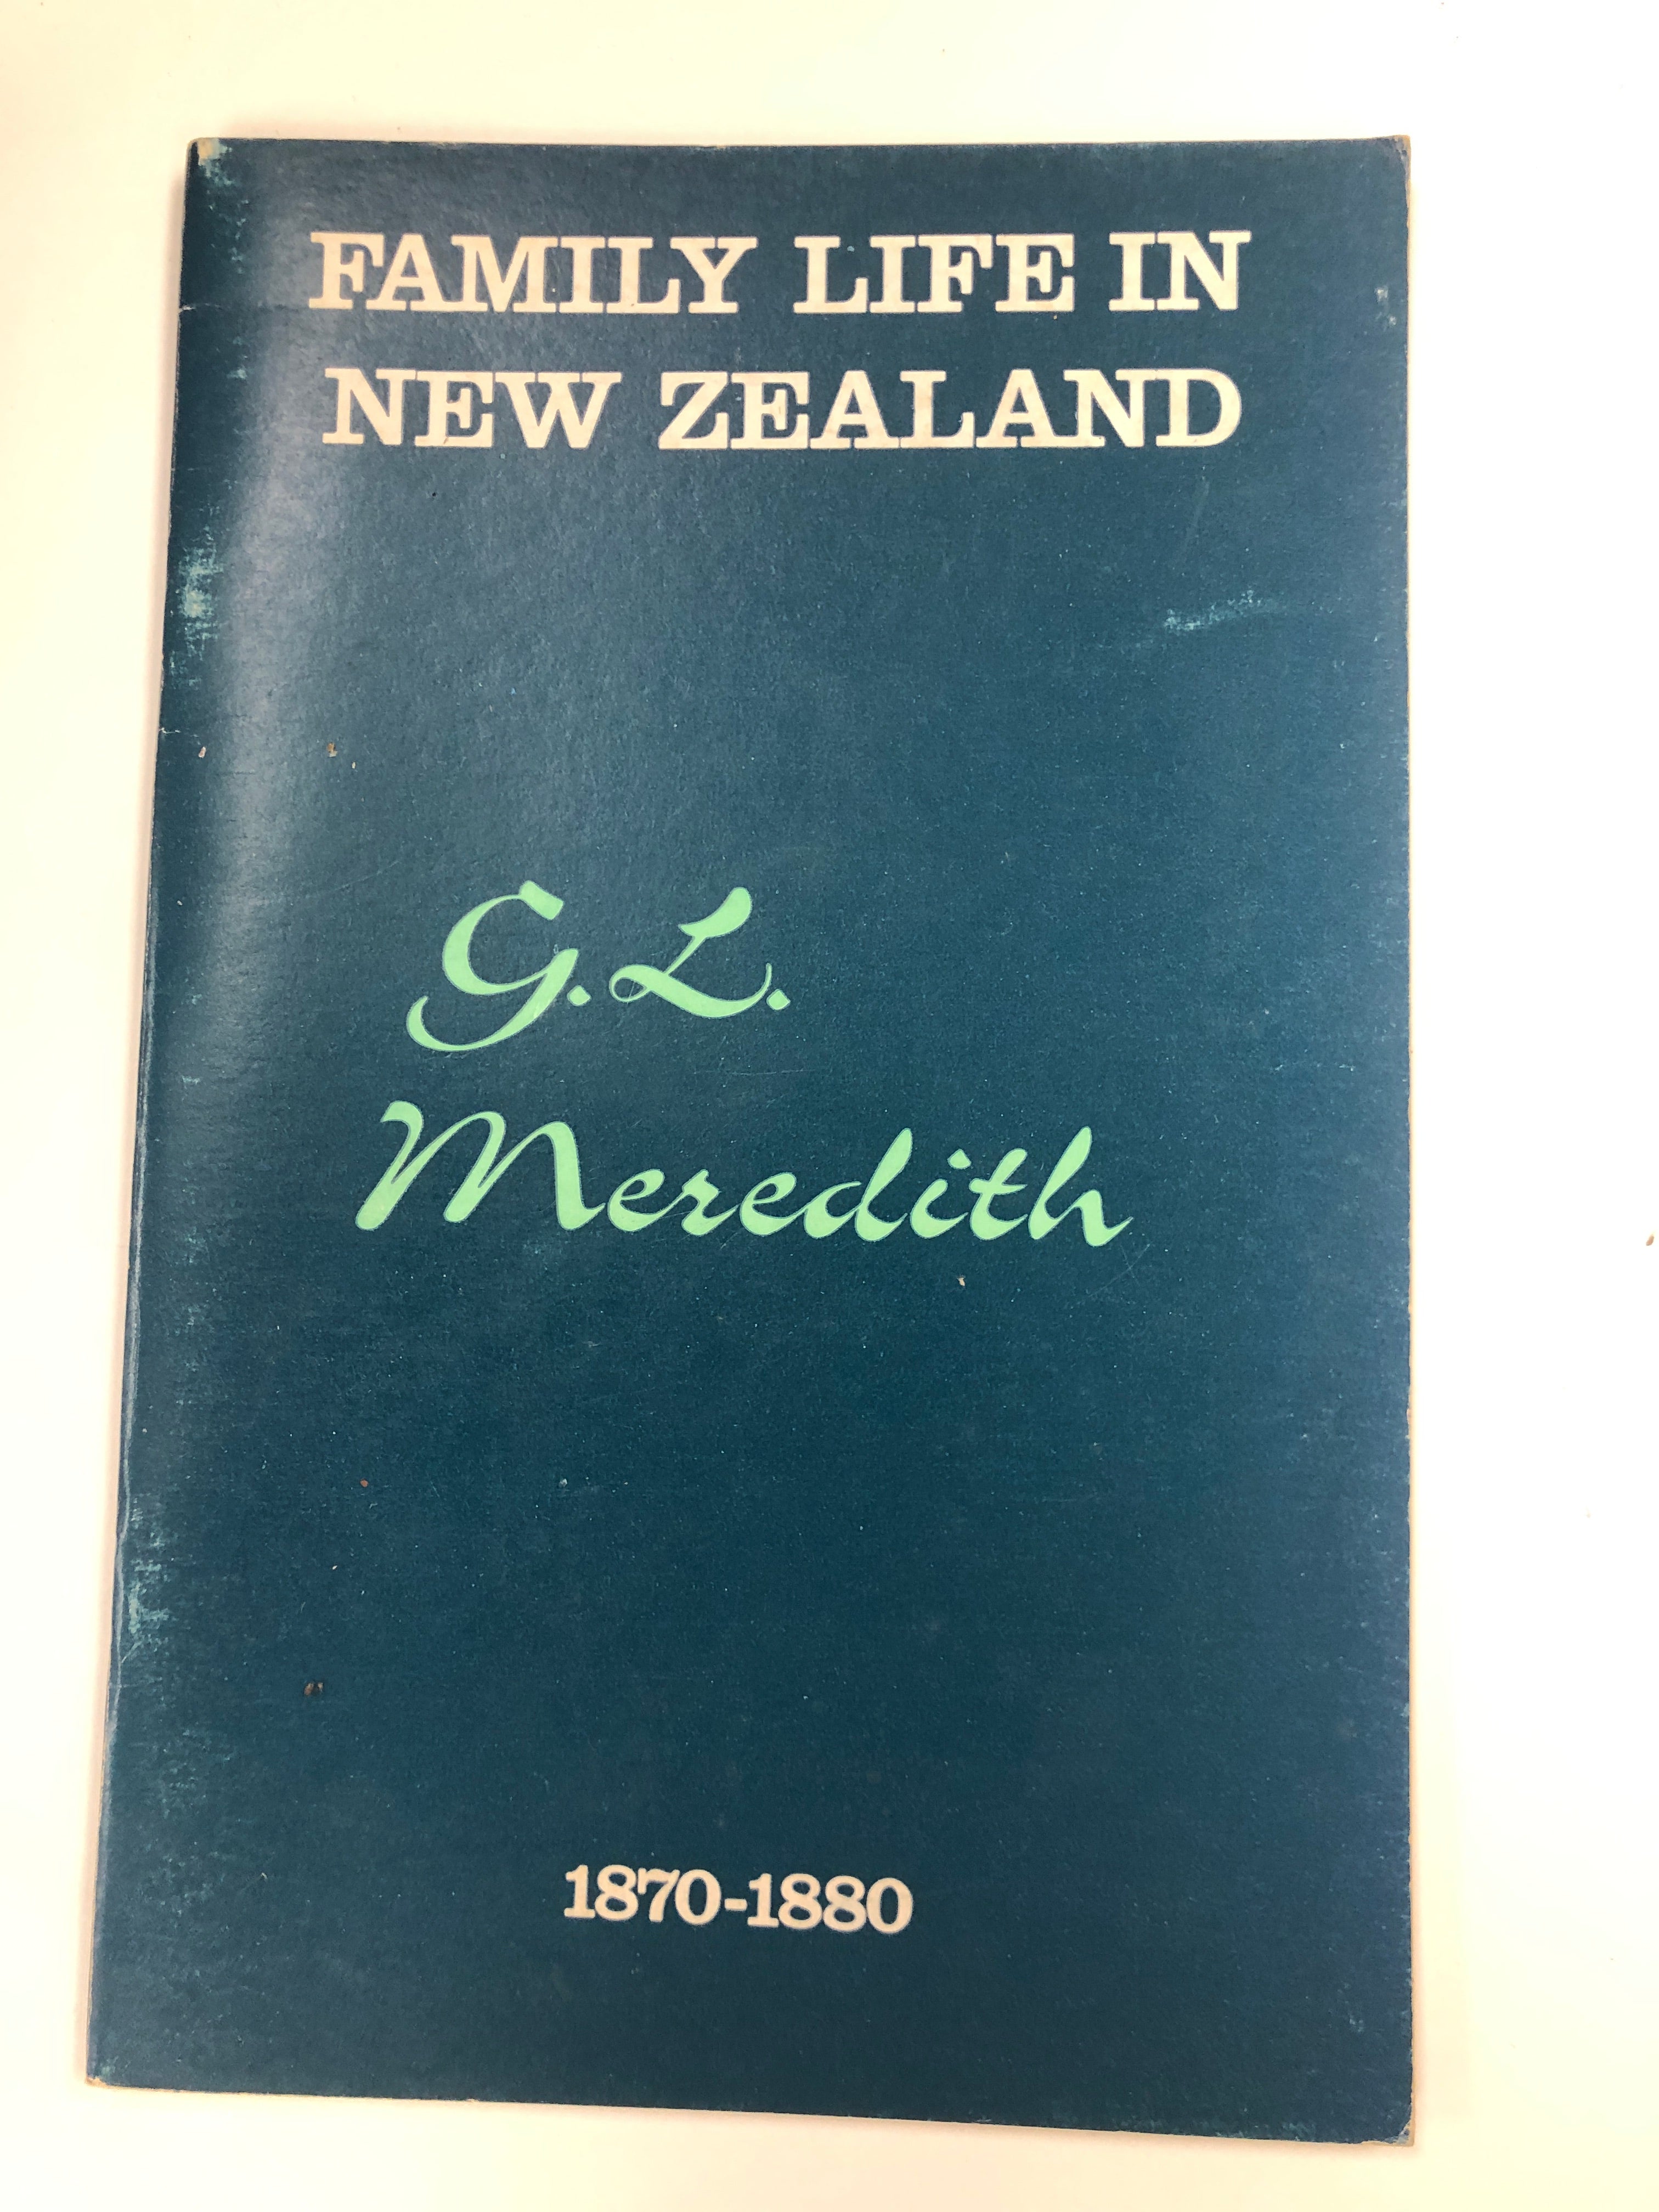 FAMILY LIFE IN
NEW ZEALAND
G.L.
Meredith
1870-1880